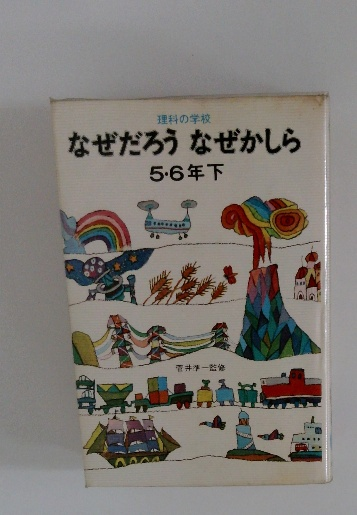 理科の学校
なぜだろう なぜかしら
5・6年下
菅井準一監修